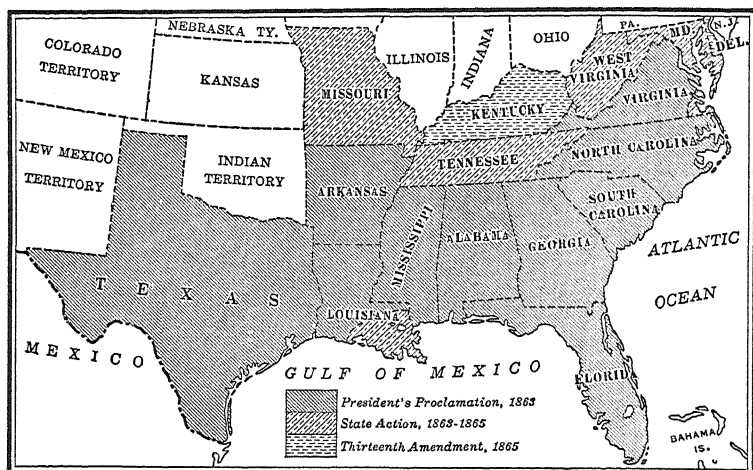 NEBRASKA TY.
COLORADO
TERRITORY
KANSAS
MISSOURI
ILLINOIS
INDIANA
OHIO
PA.
N.J.
MD.
DEL.
WEST
VIRGINIA
VIRGINIA
KENTUCKY
NEW MEXICO
TERRITORY
INDIAN
TERRITORY
ARKANSAS
TENNESSEE
NORTH CAROLINA
SOUTH
CAROLINA
MISSISSIPPI
ALABAMA
GEORGIA
ATLANTIC
OCEAN
TEXAS
LOUISIANA
MEXICO
GULF OF MEXICO
FLORIDA
President's Proclamation, 1863
State Action, 1863-1865
Thirteenth Amendment, 1865
BAHAMA
IS.